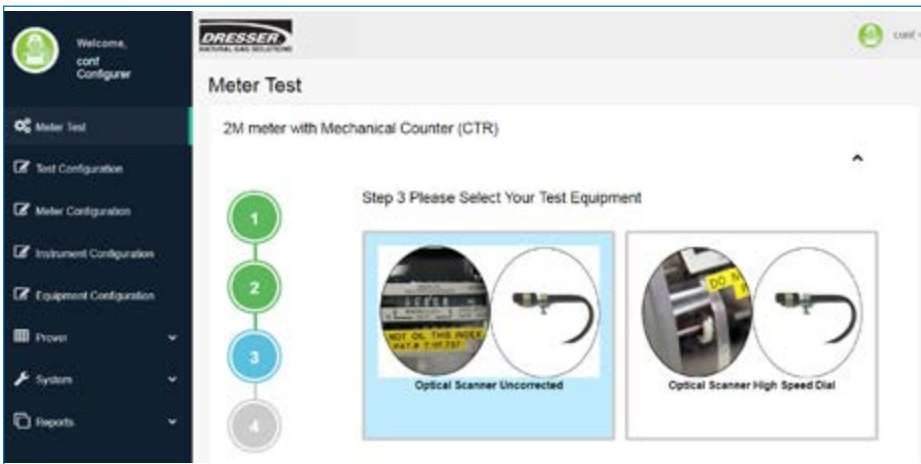 Welcome,
conf
Configurer
DRESSER
NATURAL GAS SOLUTIONS
conf
Meter Test
Meter Test
Test Configuration
Meter Configuration
Instrument Configuration
Equipment Configuration
Prover
System
Reports
2M meter with Mechanical Counter (CTR)
Step 3 Please Select Your Test Equipment
1
2
3
4
NOT OIL THIS INDEX
Optical Scanner Uncorrected
DO N
Optical Scanner High Speed Dial